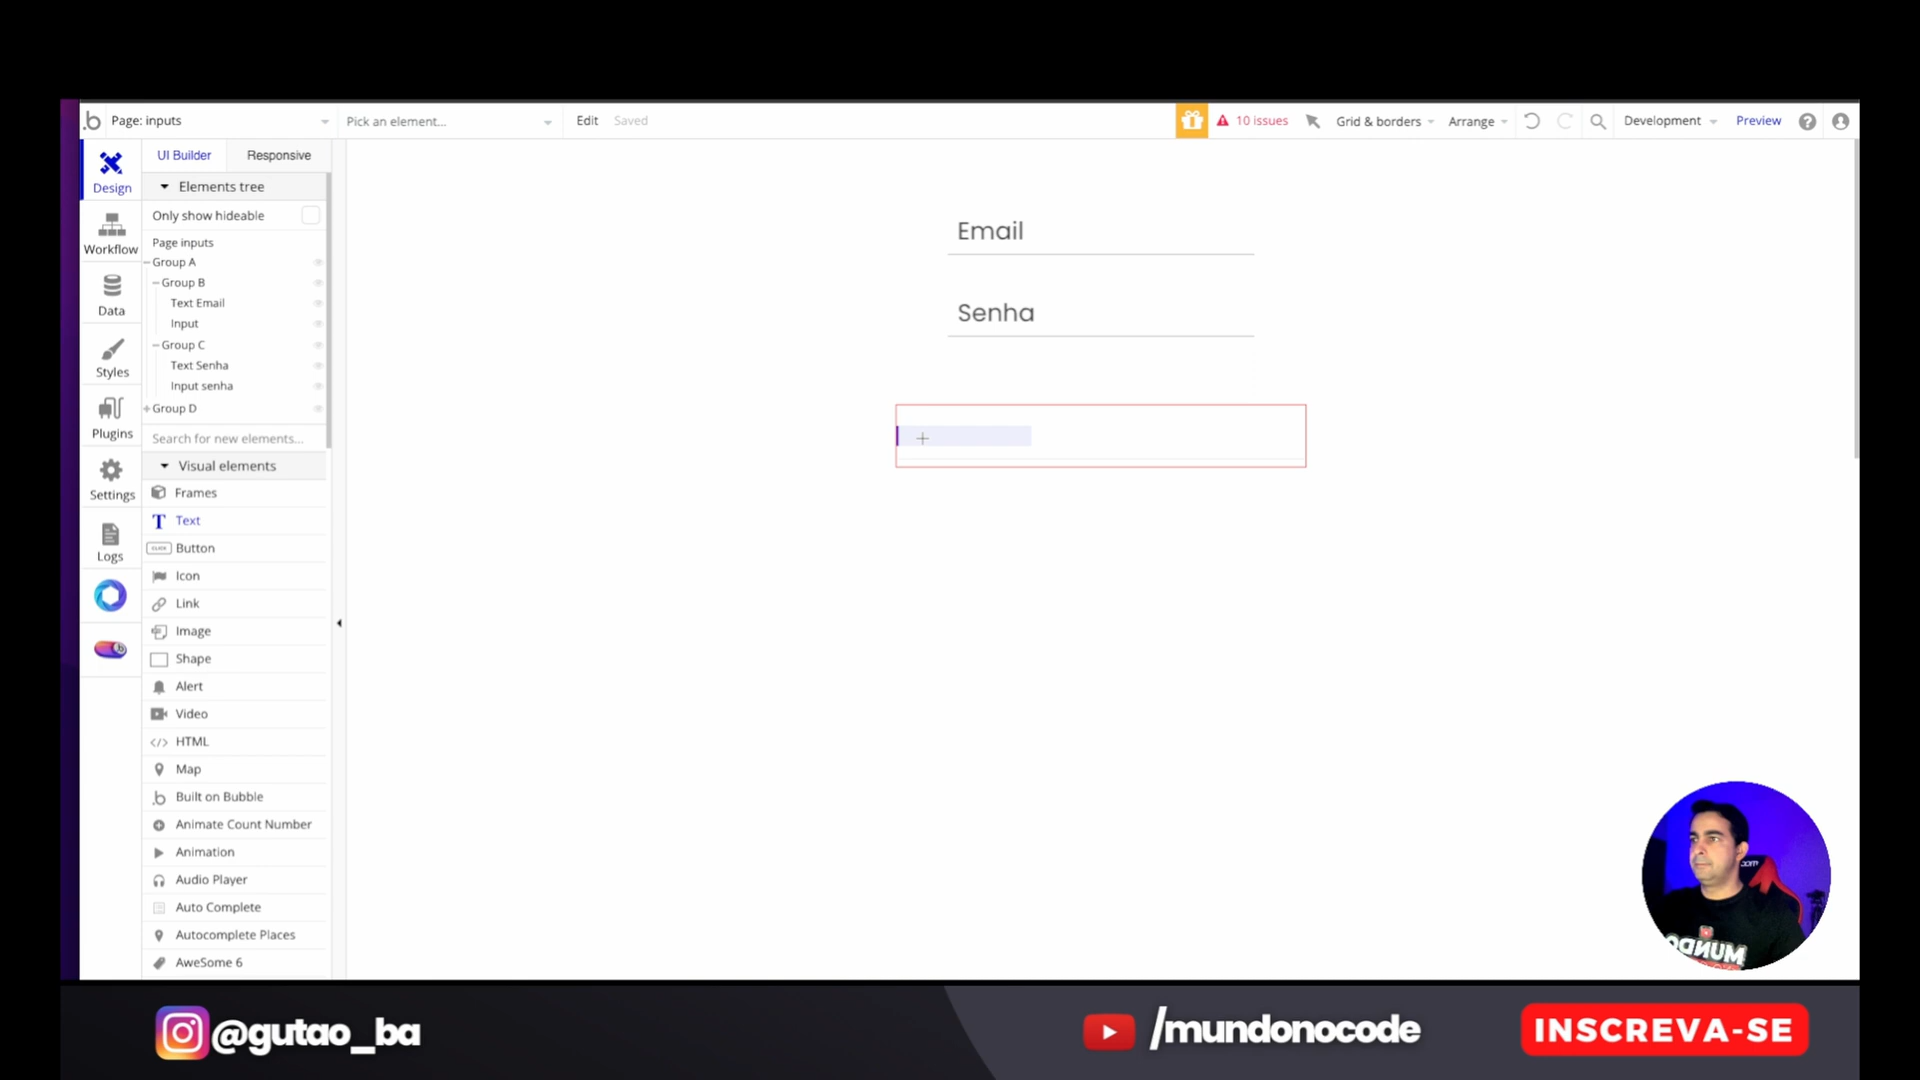 Page: inputs
Pick an element...
Edit
Saved
10 issues
Grid & borders
Arrange
Development
Preview
UI Builder
Responsive
Design
Elements tree
Only show hideable
Workflow
Page inputs
Group A
Group B
Text Email
Input
Group C
Text Senha
Input senha
Group D
Data
Styles
Plugins
Settings
Logs
Search for new elements...
Visual elements
Frames
Text
Button
Icon
Link
Image
Shape
Alert
Video
HTML
Map
Built on Bubble
Animate Count Number
Animation
Audio Player
Auto Complete
Autocomplete Places
AweSome 6
Email
Senha
@gutao_ba
/mundonocode
INSCREVA-SE